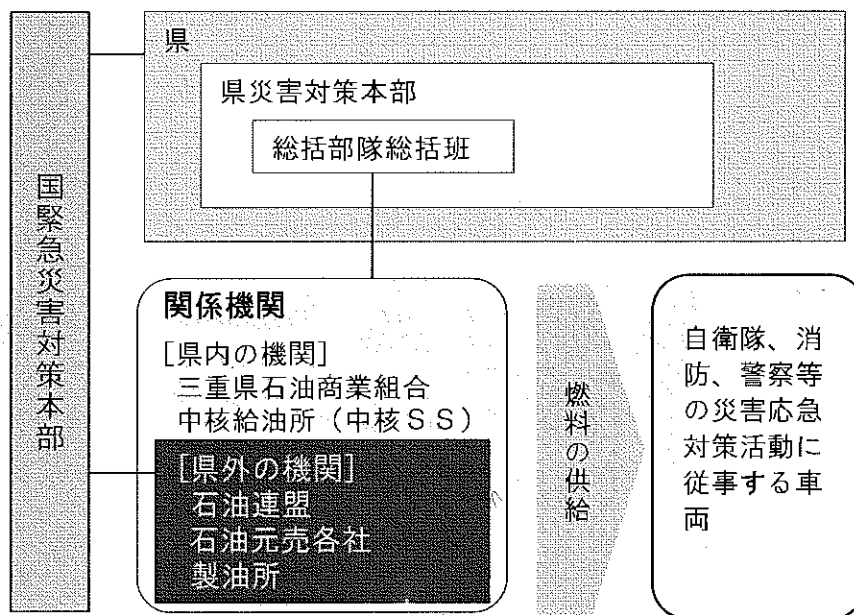 国緊急災害対策本部
県
県災害対策本部
総括部隊総括班
関係機関
[県内の機関]
三重県石油商業組合
中核給油所(中核SS)
[県外の機関]
石油連盟
石油元売各社
製油所
燃料の供給
自衛隊、消
防、警察等
の災害応急
対策活動に
従事する車
両